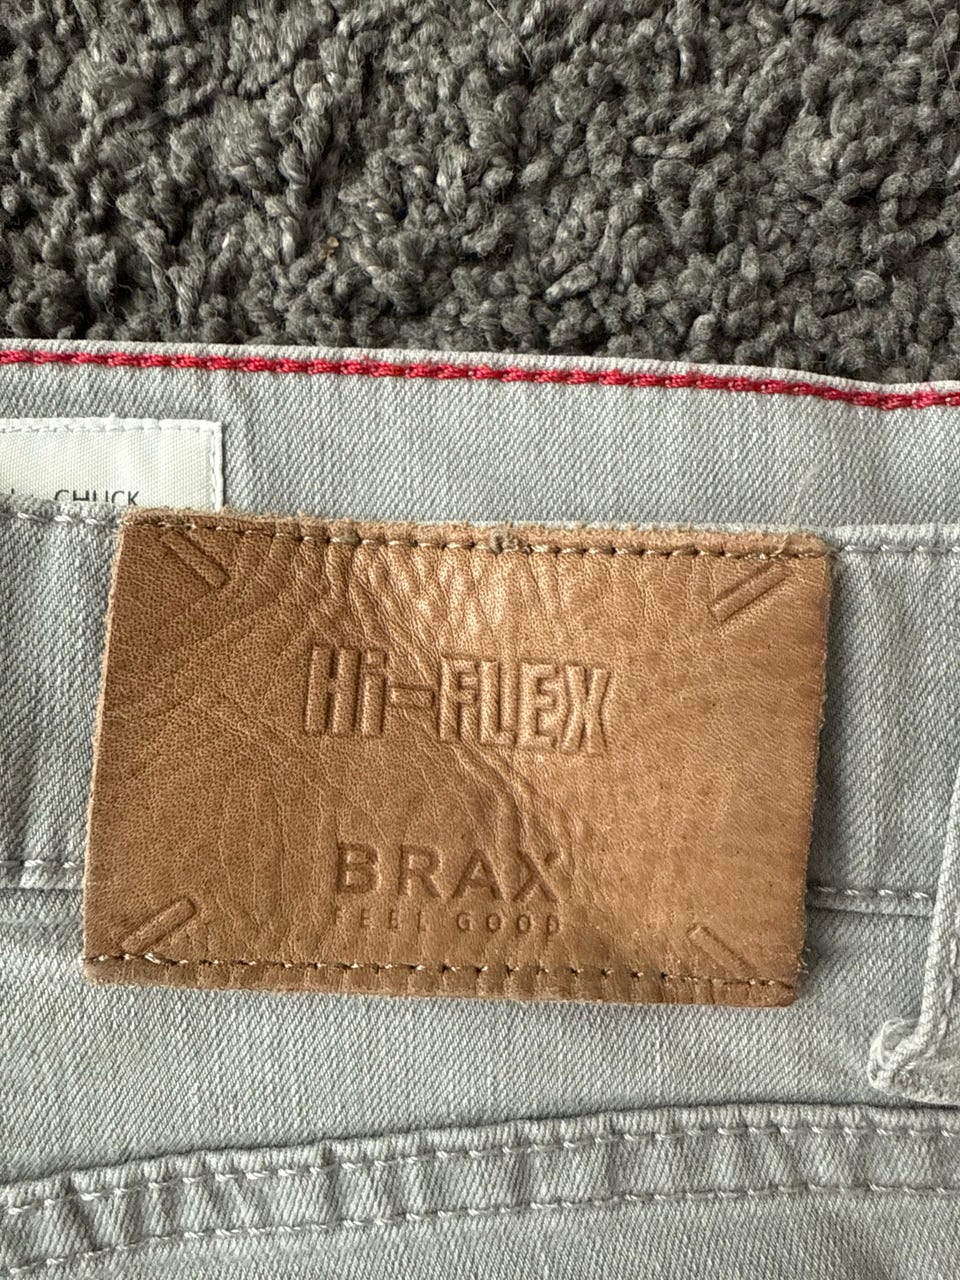 CHUCK
Hi-FLEX
BRAX
FEEL GOOD